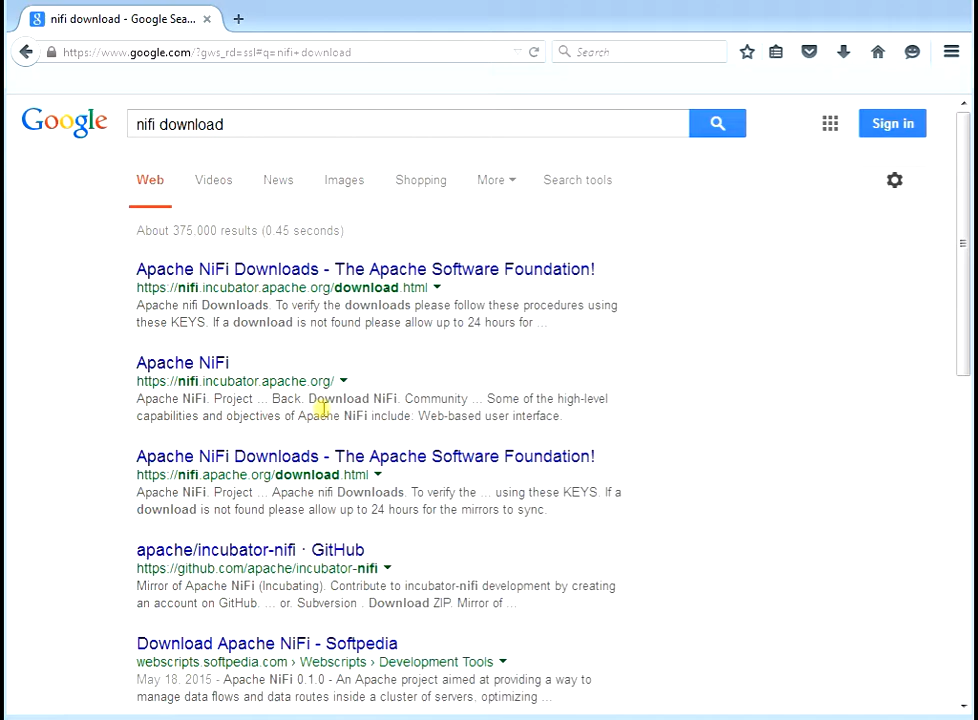 nifi download - Google Sea...
https://www.google.com/?gws_rd=ssl#q=nifi+download
Search
Google
nifi download
Sign in
Web
Videos
News
Images
Shopping
More
Search tools
About 375.000 results (0.45 seconds)
Apache NiFi Downloads - The Apache Software Foundation!
https://nifi.incubator.apache.org/download.html
Apache nifi Downloads. To verify the downloads please follow these procedures using
these KEYS. If a download is not found please allow up to 24 hours for ...
Apache NiFi
https://nifi.incubator.apache.org/
Apache NiFi. Project ... Back. Download NiFi. Community ... Some of the high-level
capabilities and objectives of Apache NiFi include: Web-based user interface.
Apache NiFi Downloads - The Apache Software Foundation!
https://nifi.apache.org/download.html
Apache NiFi. Project ... Apache nifi Downloads. To verify the ... using these KEYS. If a
download is not found please allow up to 24 hours for the mirrors to sync.
apache/incubator-nifi · GitHub
https://github.com/apache/incubator-nifi
Mirror of Apache NiFi (Incubating). Contribute to incubator-nifi development by creating
an account on GitHub. ... or. Subversion . Download ZIP. Mirror of ...
Download Apache NiFi - Softpedia
webscripts.softpedia.com › Webscripts › Development Tools
May 18. 2015 - Apache NiFi 0.1.0 - An Apache project aimed at providing a way to
manage data flows and data routes inside a cluster of servers, optimizing ...